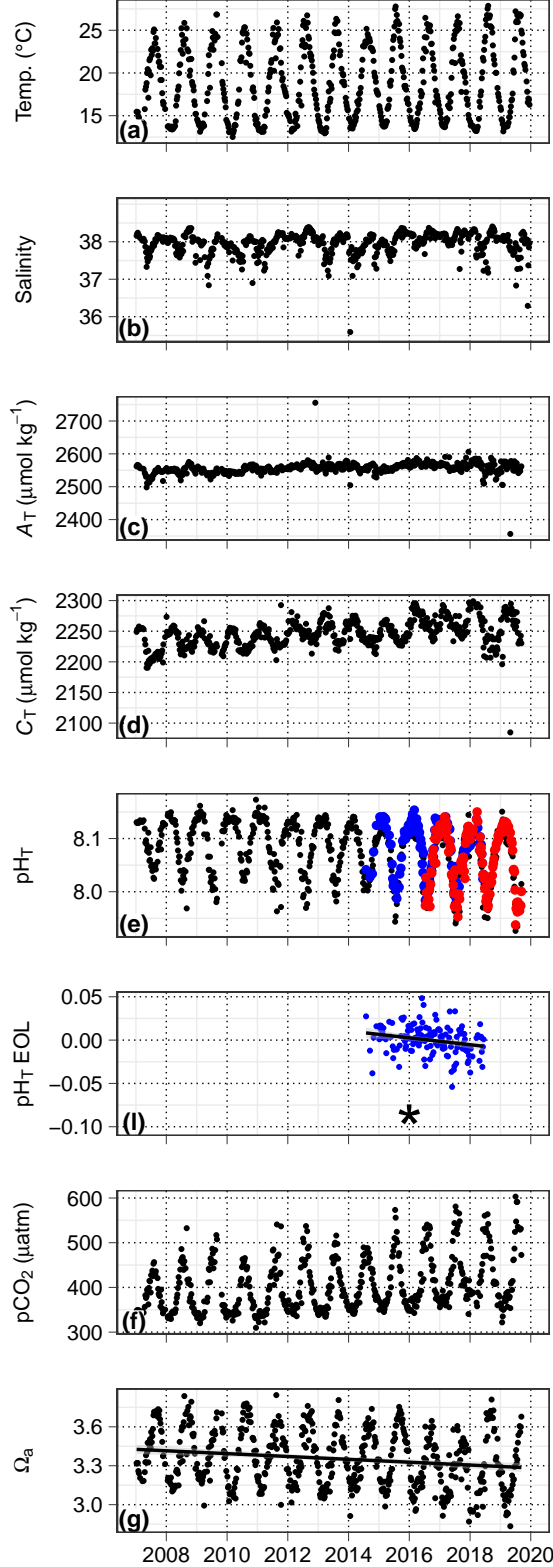 25
20
15
Temp. (°C)
(a)
38
37
36
Salinity
(b)
2700
2600
2500
2400
A_T (μmol kg⁻¹)
(c)
2300
2250
2200
2150
2100
C_T (μmol kg⁻¹)
(d)
8.1
8.0
pH_T
(e)
0.05
0.00
−0.05
−0.10
pH_T EOL
(l)
*
600
500
400
300
pCO₂ (μatm)
(f)
3.6
3.3
3.0
Ω_a
(g)
2008 2010 2012 2014 2016 2018 2020